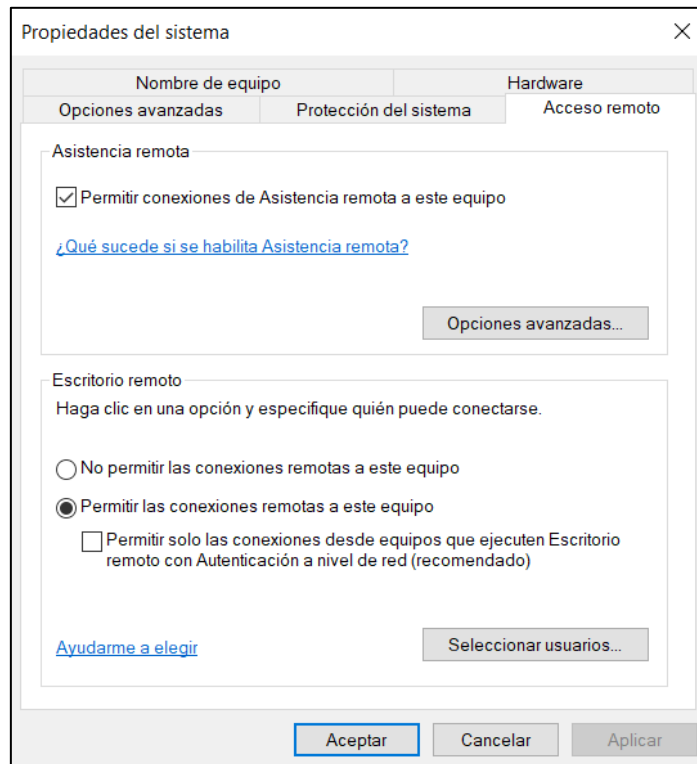 Propiedades del sistema
Nombre de equipo
Hardware
Opciones avanzadas
Protección del sistema
Acceso remoto
Asistencia remota
Permitir conexiones de Asistencia remota a este equipo
¿Qué sucede si se habilita Asistencia remota?
Opciones avanzadas...
Escritorio remoto
Haga clic en una opción y especifique quién puede conectarse.
No permitir las conexiones remotas a este equipo
Permitir las conexiones remotas a este equipo
Permitir solo las conexiones desde equipos que ejecuten Escritorio
remoto con Autenticación a nivel de red (recomendado)
Ayudarme a elegir
Seleccionar usuarios...
Aceptar
Cancelar
Aplicar